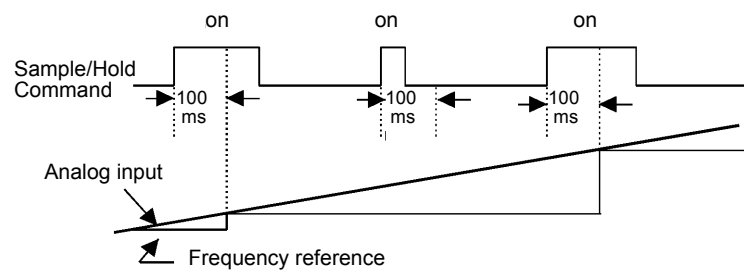 on on on
Sample/Hold
Command
100 100 100
ms ms ms
Analog input
Frequency reference